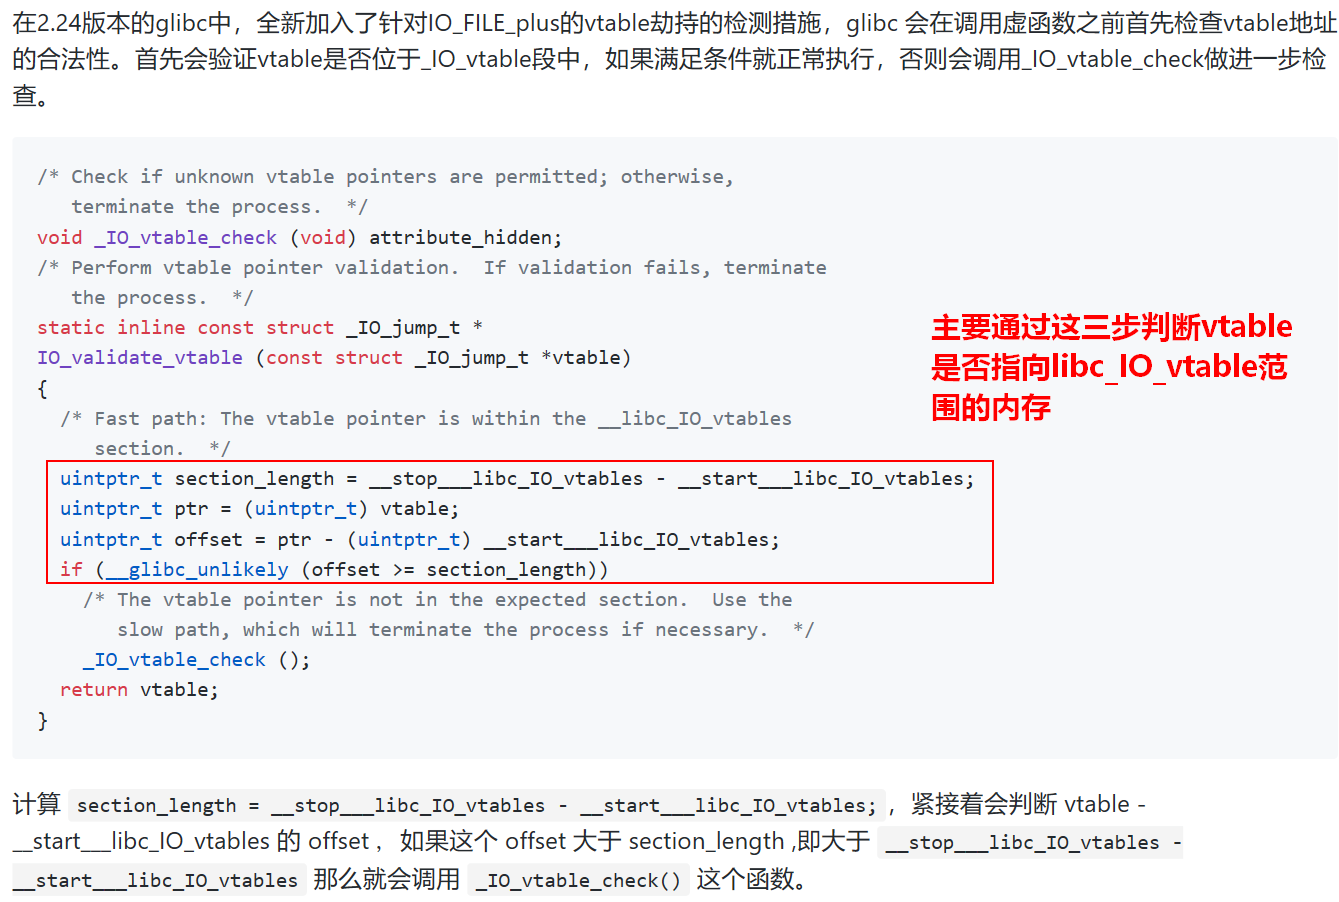 在2.24版本的glibc中，全新加入了针对IO_FILE_plus的vtable劫持的检测措施，glibc 会在调用虚函数之前首先检查vtable地址
的合法性。首先会验证vtable是否位于_IO_vtable段中，如果满足条件就正常执行，否则会调用_IO_vtable_check做进一步检
查。
/* Check if unknown vtable pointers are permitted; otherwise,
   terminate the process.  */
void _IO_vtable_check (void) attribute_hidden;
/* Perform vtable pointer validation.  If validation fails, terminate
   the process.  */
static inline const struct _IO_jump_t *
IO_validate_vtable (const struct _IO_jump_t *vtable)
{
  /* Fast path: The vtable pointer is within the __libc_IO_vtables
     section.  */
  uintptr_t section_length = __stop___libc_IO_vtables - __start___libc_IO_vtables;
  uintptr_t ptr = (uintptr_t) vtable;
  uintptr_t offset = ptr - (uintptr_t) __start___libc_IO_vtables;
  if (__glibc_unlikely (offset >= section_length))
    /* The vtable pointer is not in the expected section.  Use the
       slow path, which will terminate the process if necessary.  */
    _IO_vtable_check ();
  return vtable;
}
主要通过这三步判断vtable
是否指向libc_IO_vtable范
围的内存
计算 section_length = __stop___libc_IO_vtables - __start___libc_IO_vtables; ，紧接着会判断 vtable -
__start___libc_IO_vtables 的 offset ，如果这个 offset 大于 section_length ,即大于 __stop___libc_IO_vtables -
__start___libc_IO_vtables 那么就会调用 _IO_vtable_check() 这个函数。